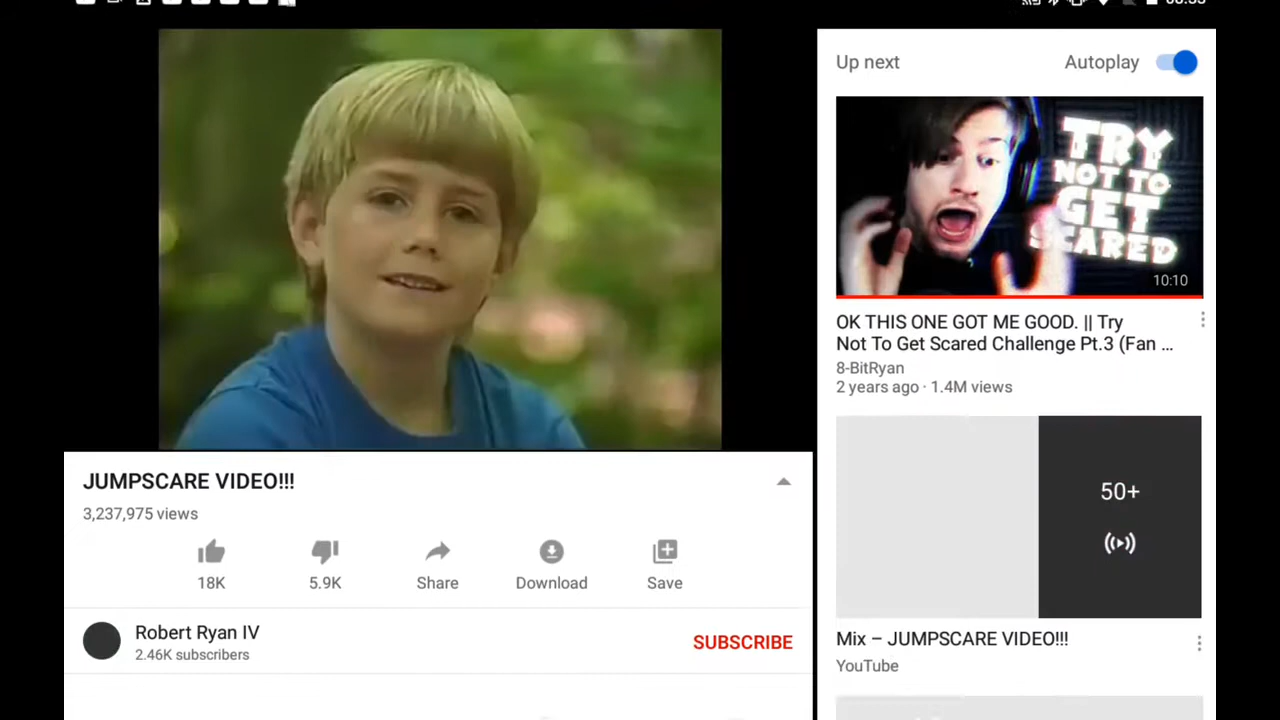 JUMPSCARE VIDEO!!!
3,237,975 views
18K
5.9K
Share
Download
Save
Robert Ryan IV
2.46K subscribers
SUBSCRIBE
Up next
Autoplay
TRY
NOT TO
GET
SCARED
10:10
OK THIS ONE GOT ME GOOD. || Try
Not To Get Scared Challenge Pt.3 (Fan ...
8-BitRyan
2 years ago · 1.4M views
50+
Mix – JUMPSCARE VIDEO!!!
YouTube